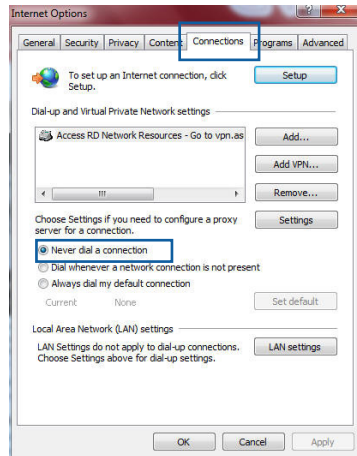 Internet Options
General Security Privacy Content Connections Programs Advanced
To set up an Internet connection, click
Setup.
Setup
Dial-up and Virtual Private Network settings
Access RD Network Resources - Go to vpn.as
Add...
Add VPN...
Remove...
Choose Settings if you need to configure a proxy
server for a connection.
Settings
Never dial a connection
Dial whenever a network connection is not present
Always dial my default connection
Current None
Set default
Local Area Network (LAN) settings
LAN Settings do not apply to dial-up connections.
Choose Settings above for dial-up settings.
LAN settings
OK Cancel Apply